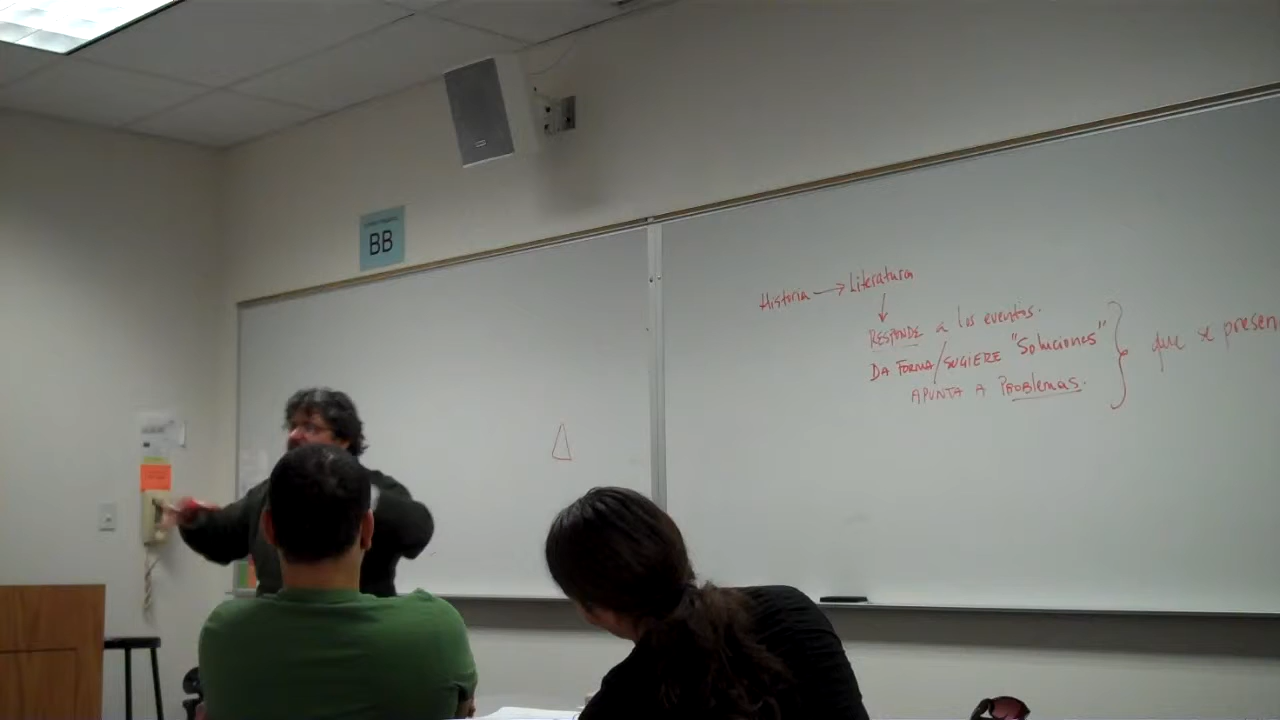 BB
Historia → Literatura
↓
RESPONDE a los eventos.
DA FORMA/SUGIERE "Soluciones" } que se presen
APUNTA A PROBlemas.